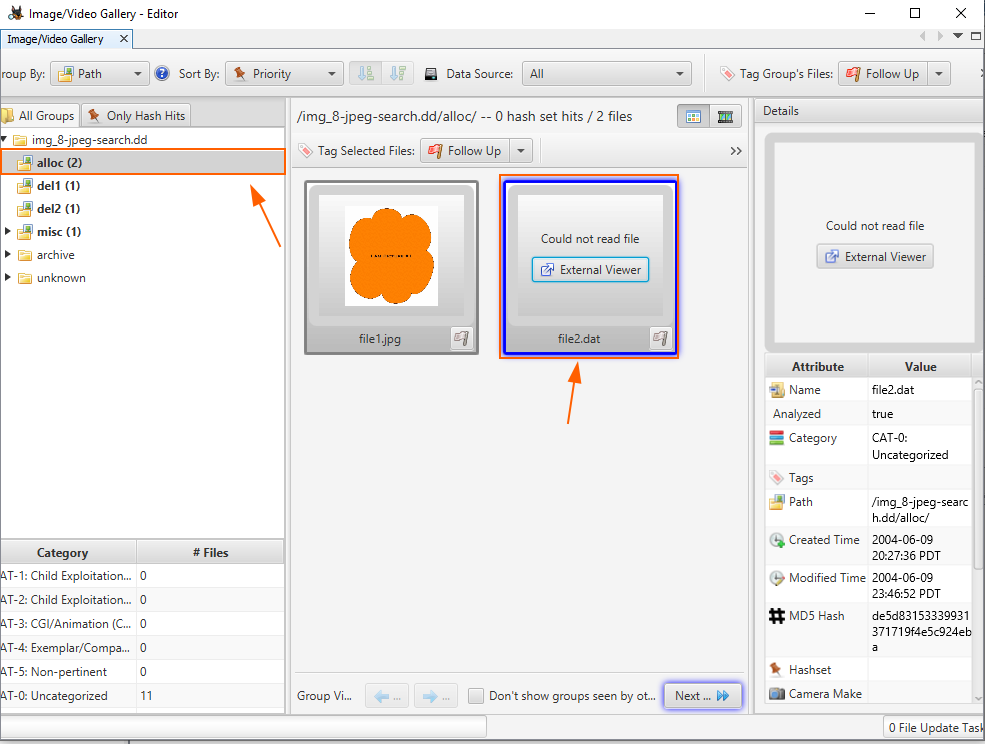 Image/Video Gallery - Editor
Image/Video Gallery
roup By: Path Sort By: Priority Data Source: All Tag Group's Files: Follow Up
All Groups Only Hash Hits
img_8-jpeg-search.dd
alloc (2)
del1 (1)
del2 (1)
misc (1)
archive
unknown
Category # Files
AT-1: Child Exploitation... 0
AT-2: Child Exploitation... 0
AT-3: CGI/Animation (C... 0
AT-4: Exemplar/Compa... 0
AT-5: Non-pertinent 0
AT-0: Uncategorized 11
/img_8-jpeg-search.dd/alloc/ -- 0 hash set hits / 2 files
Tag Selected Files: Follow Up
file1.jpg
Could not read file
External Viewer
file2.dat
Group Vi... ... ... Don't show groups seen by ot... Next ...
Details
Could not read file
External Viewer
Attribute Value
Name file2.dat
Analyzed true
Category CAT-0:
Uncategorized
Tags
Path /img_8-jpeg-searc
h.dd/alloc/
Created Time 2004-06-09
20:27:36 PDT
Modified Time 2004-06-09
23:46:52 PDT
MD5 Hash de5d83153339931
371719f4e5c924eb
a
Hashset
Camera Make
0 File Update Task